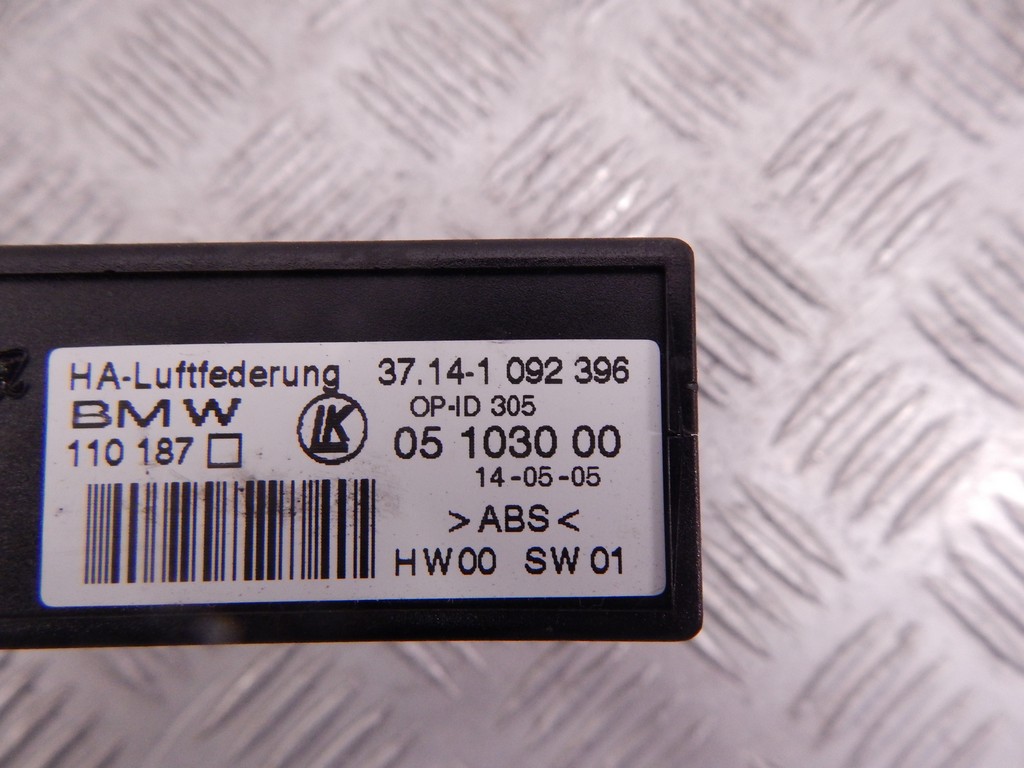 HA-Luftfederung 37.14-1 092 396
BMW LK OP-ID 305
110 187 05 1030 00
14-05-05
>ABS<
HW00 SW01